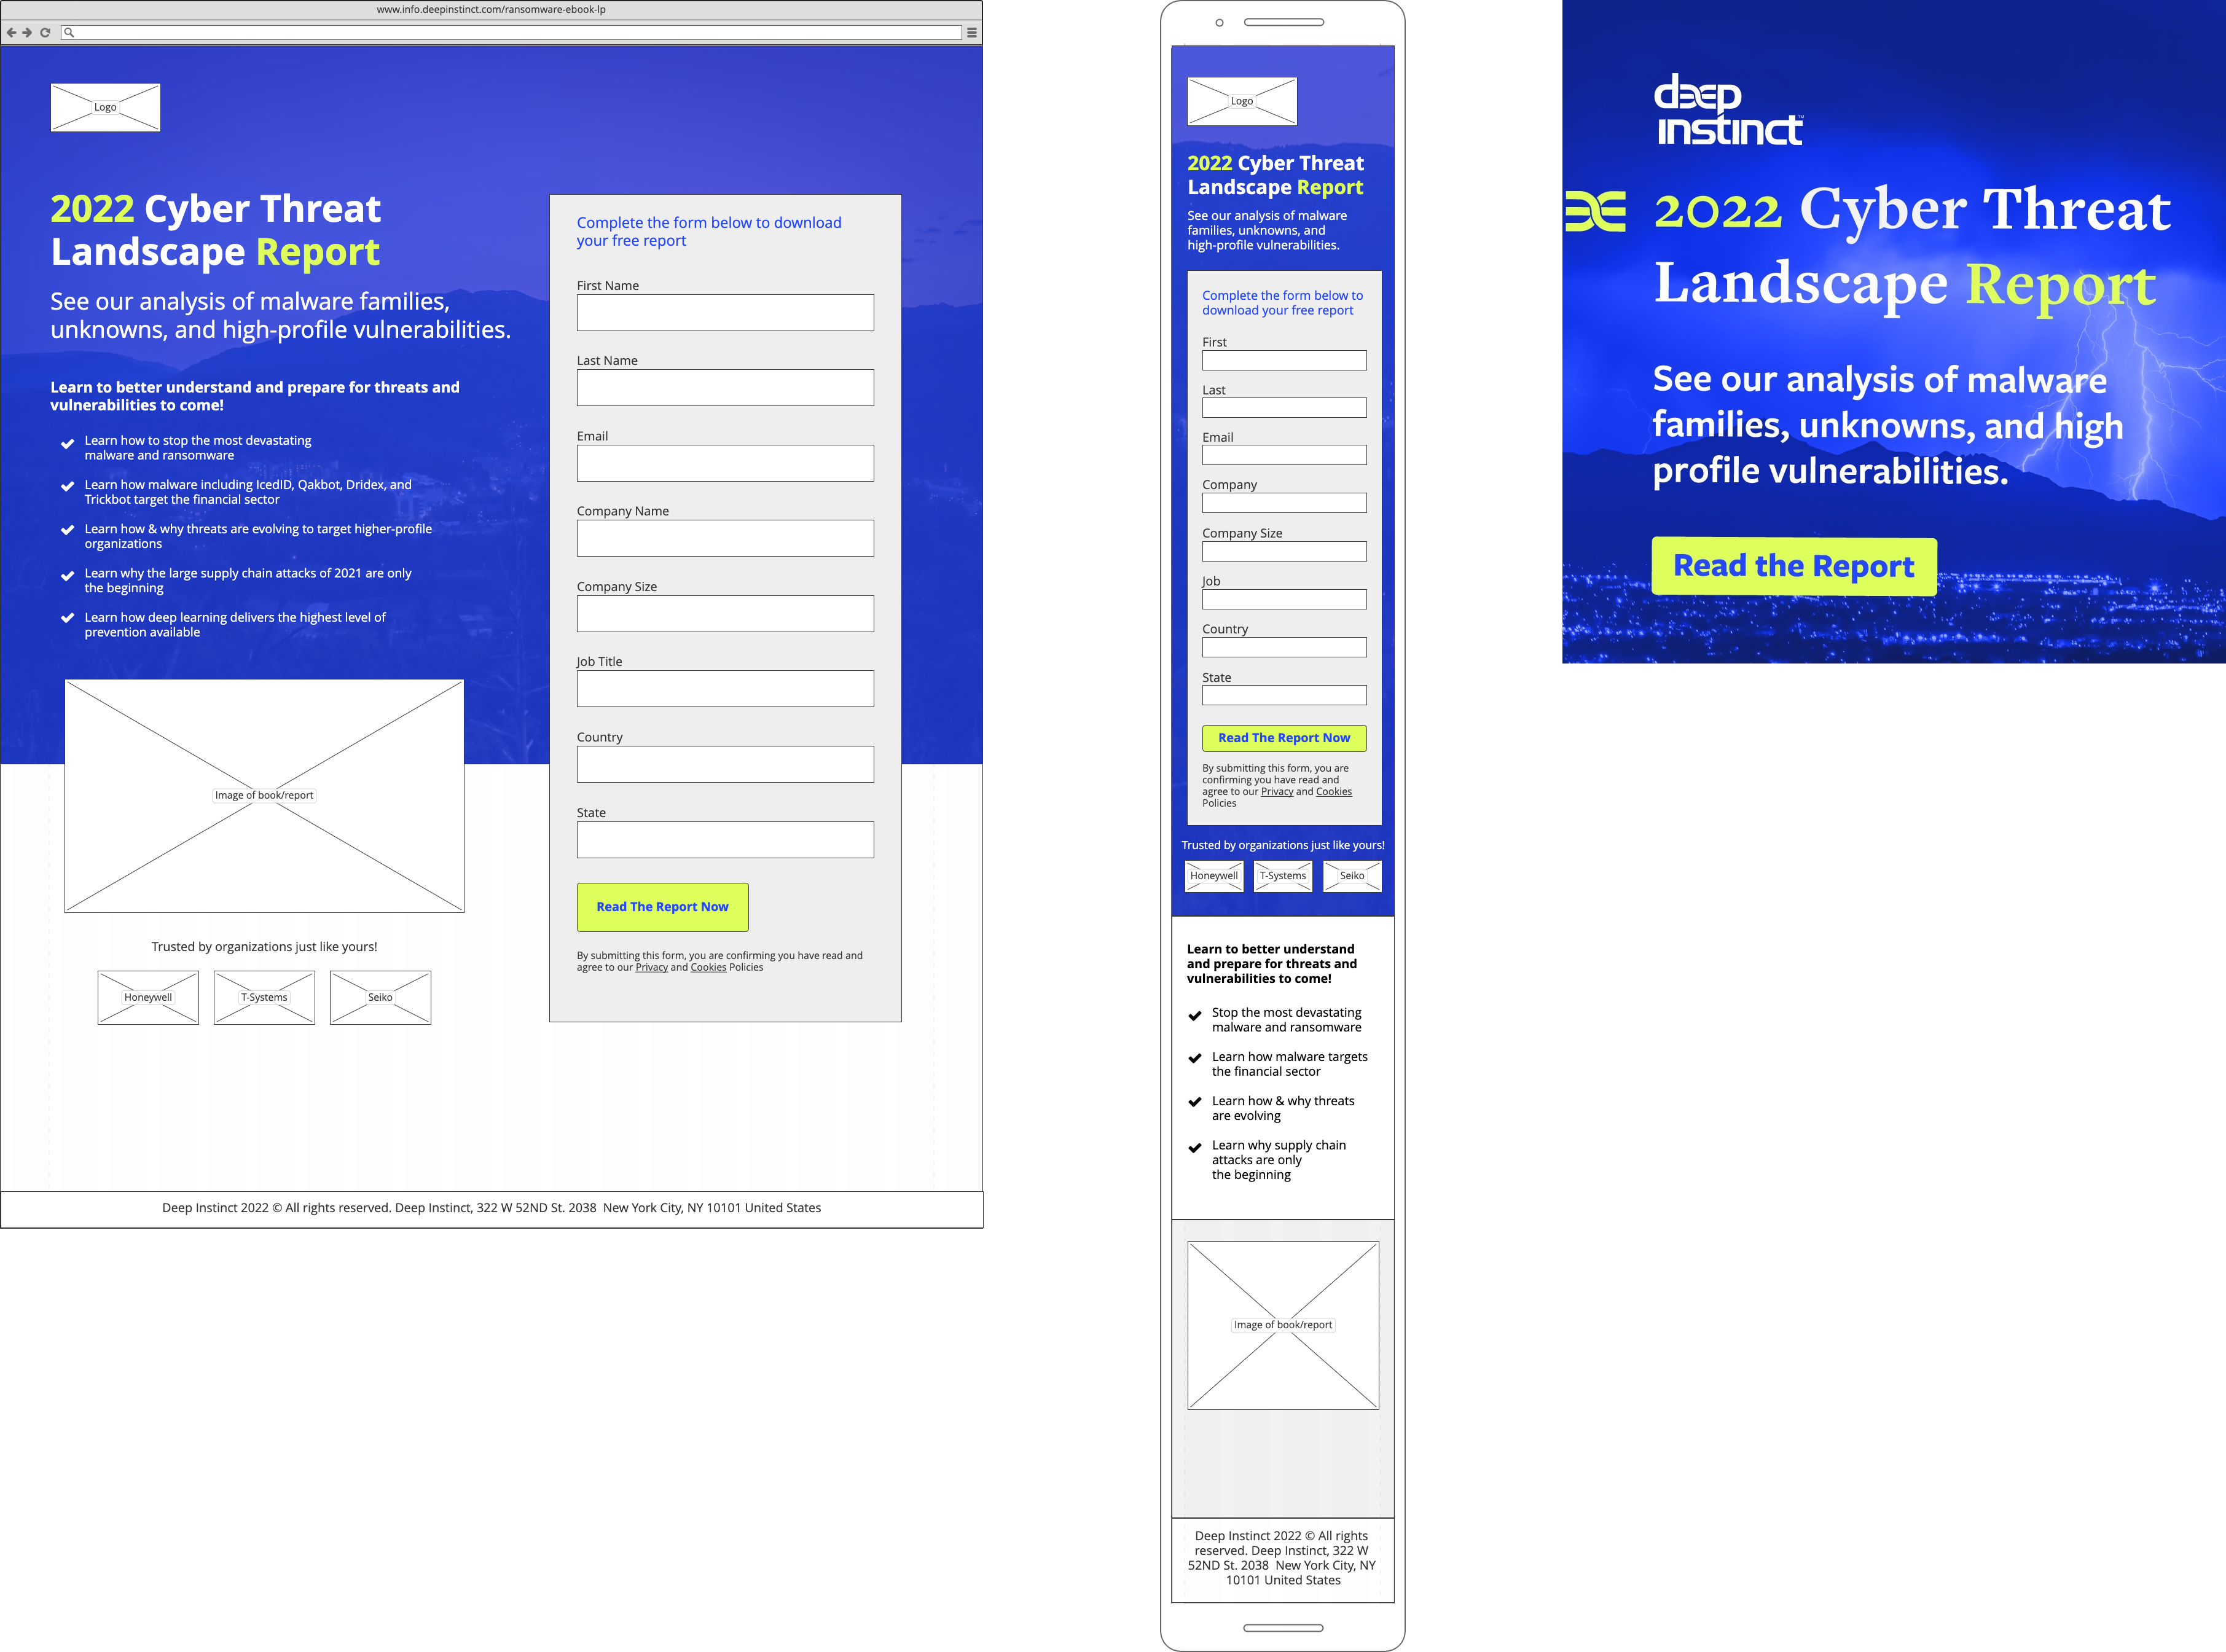 www.info.deepinstinct.com/ransomware-ebook-lp
Logo
2022 Cyber Threat
Landscape Report
See our analysis of malware families,
unknowns, and high-profile vulnerabilities.
Learn to better understand and prepare for threats and
vulnerabilities to come!
Learn how to stop the most devastating
malware and ransomware
Learn how malware including IcedID, Qakbot, Dridex, and
Trickbot target the financial sector
Learn how & why threats are evolving to target higher-profile
organizations
Learn why the large supply chain attacks of 2021 are only
the beginning
Learn how deep learning delivers the highest level of
prevention available
Image of book/report
Trusted by organizations just like yours!
Honeywell
T-Systems
Seiko
Complete the form below to download
your free report
First Name
Last Name
Email
Company Name
Company Size
Job Title
Country
State
Read The Report Now
By submitting this form, you are confirming you have read and
agree to our Privacy and Cookies Policies
Deep Instinct 2022 © All rights reserved. Deep Instinct, 322 W 52ND St. 2038 New York City, NY 10101 United States
Logo
2022 Cyber Threat
Landscape Report
See our analysis of malware
families, unknowns, and
high-profile vulnerabilities.
Complete the form below to
download your free report
First
Last
Email
Company
Company Size
Job
Country
State
Read The Report Now
By submitting this form, you are
confirming you have read and
agree to our Privacy and Cookies
Policies
Trusted by organizations just like yours!
Honeywell
T-Systems
Seiko
Learn to better understand
and prepare for threats and
vulnerabilities to come!
Stop the most devastating
malware and ransomware
Learn how malware targets
the financial sector
Learn how & why threats
are evolving
Learn why supply chain
attacks are only
the beginning
Image of book/report
Deep Instinct 2022 © All rights
reserved. Deep Instinct, 322 W
52ND St. 2038 New York City, NY
10101 United States
deep
instinct™
2022 Cyber Threat
Landscape Report
See our analysis of malware
families, unknowns, and high
profile vulnerabilities.
Read the Report